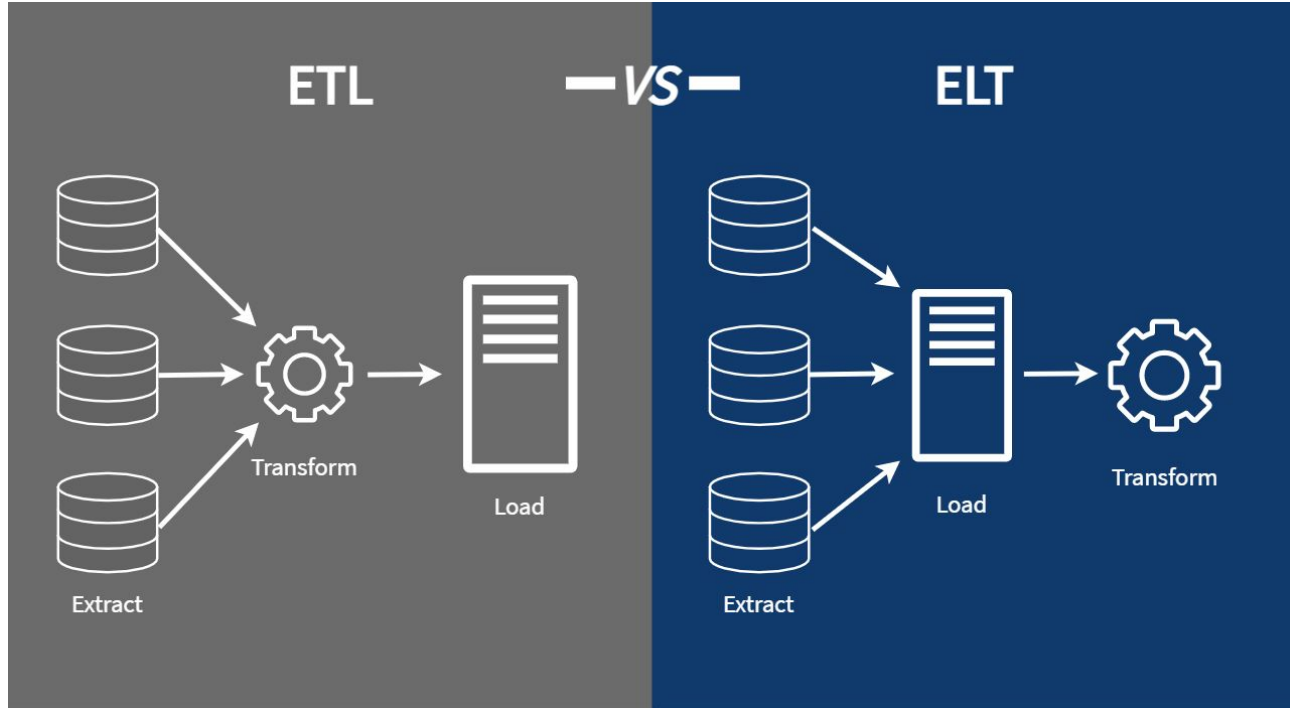 ETL
VS
ELT
Transform
Load
Extract
Load
Transform
Extract